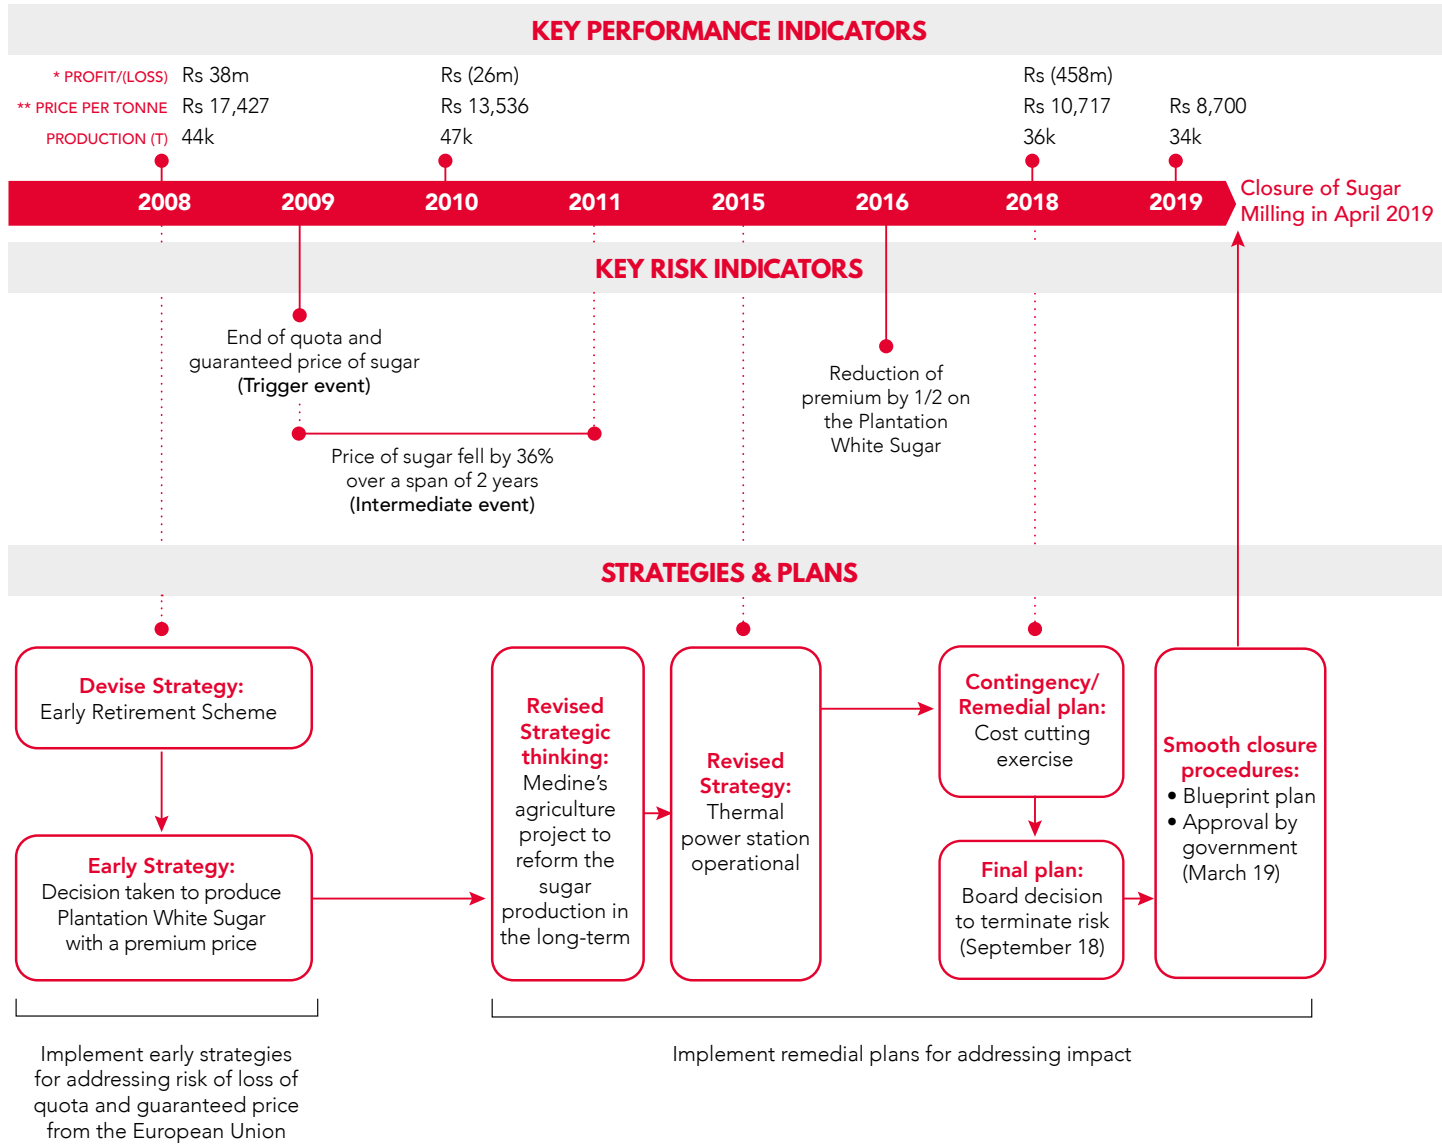 KEY PERFORMANCE INDICATORS
* PROFIT/(LOSS) Rs 38m Rs (26m) Rs (458m)
** PRICE PER TONNE Rs 17,427 Rs 13,536 Rs 10,717 Rs 8,700
PRODUCTION (T) 44k 47k 36k 34k
2008 2009 2010 2011 2015 2016 2018 2019
Closure of Sugar
Milling in April 2019
KEY RISK INDICATORS
End of quota and
guaranteed price of sugar
(Trigger event)
Price of sugar fell by 36%
over a span of 2 years
(Intermediate event)
Reduction of
premium by 1/2 on
the Plantation
White Sugar
STRATEGIES & PLANS
Devise Strategy:
Early Retirement Scheme
Early Strategy:
Decision taken to produce
Plantation White Sugar
with a premium price
Revised
Strategic
thinking:
Medine’s
agriculture
project to
reform the
sugar
production in
the long-term
Revised
Strategy:
Thermal
power station
operational
Contingency/
Remedial plan:
Cost cutting
exercise
Final plan:
Board decision
to terminate risk
(September 18)
Smooth closure
procedures:
• Blueprint plan
• Approval by
government
(March 19)
Implement early strategies
for addressing risk of loss of
quota and guaranteed price
from the European Union
Implement remedial plans for addressing impact